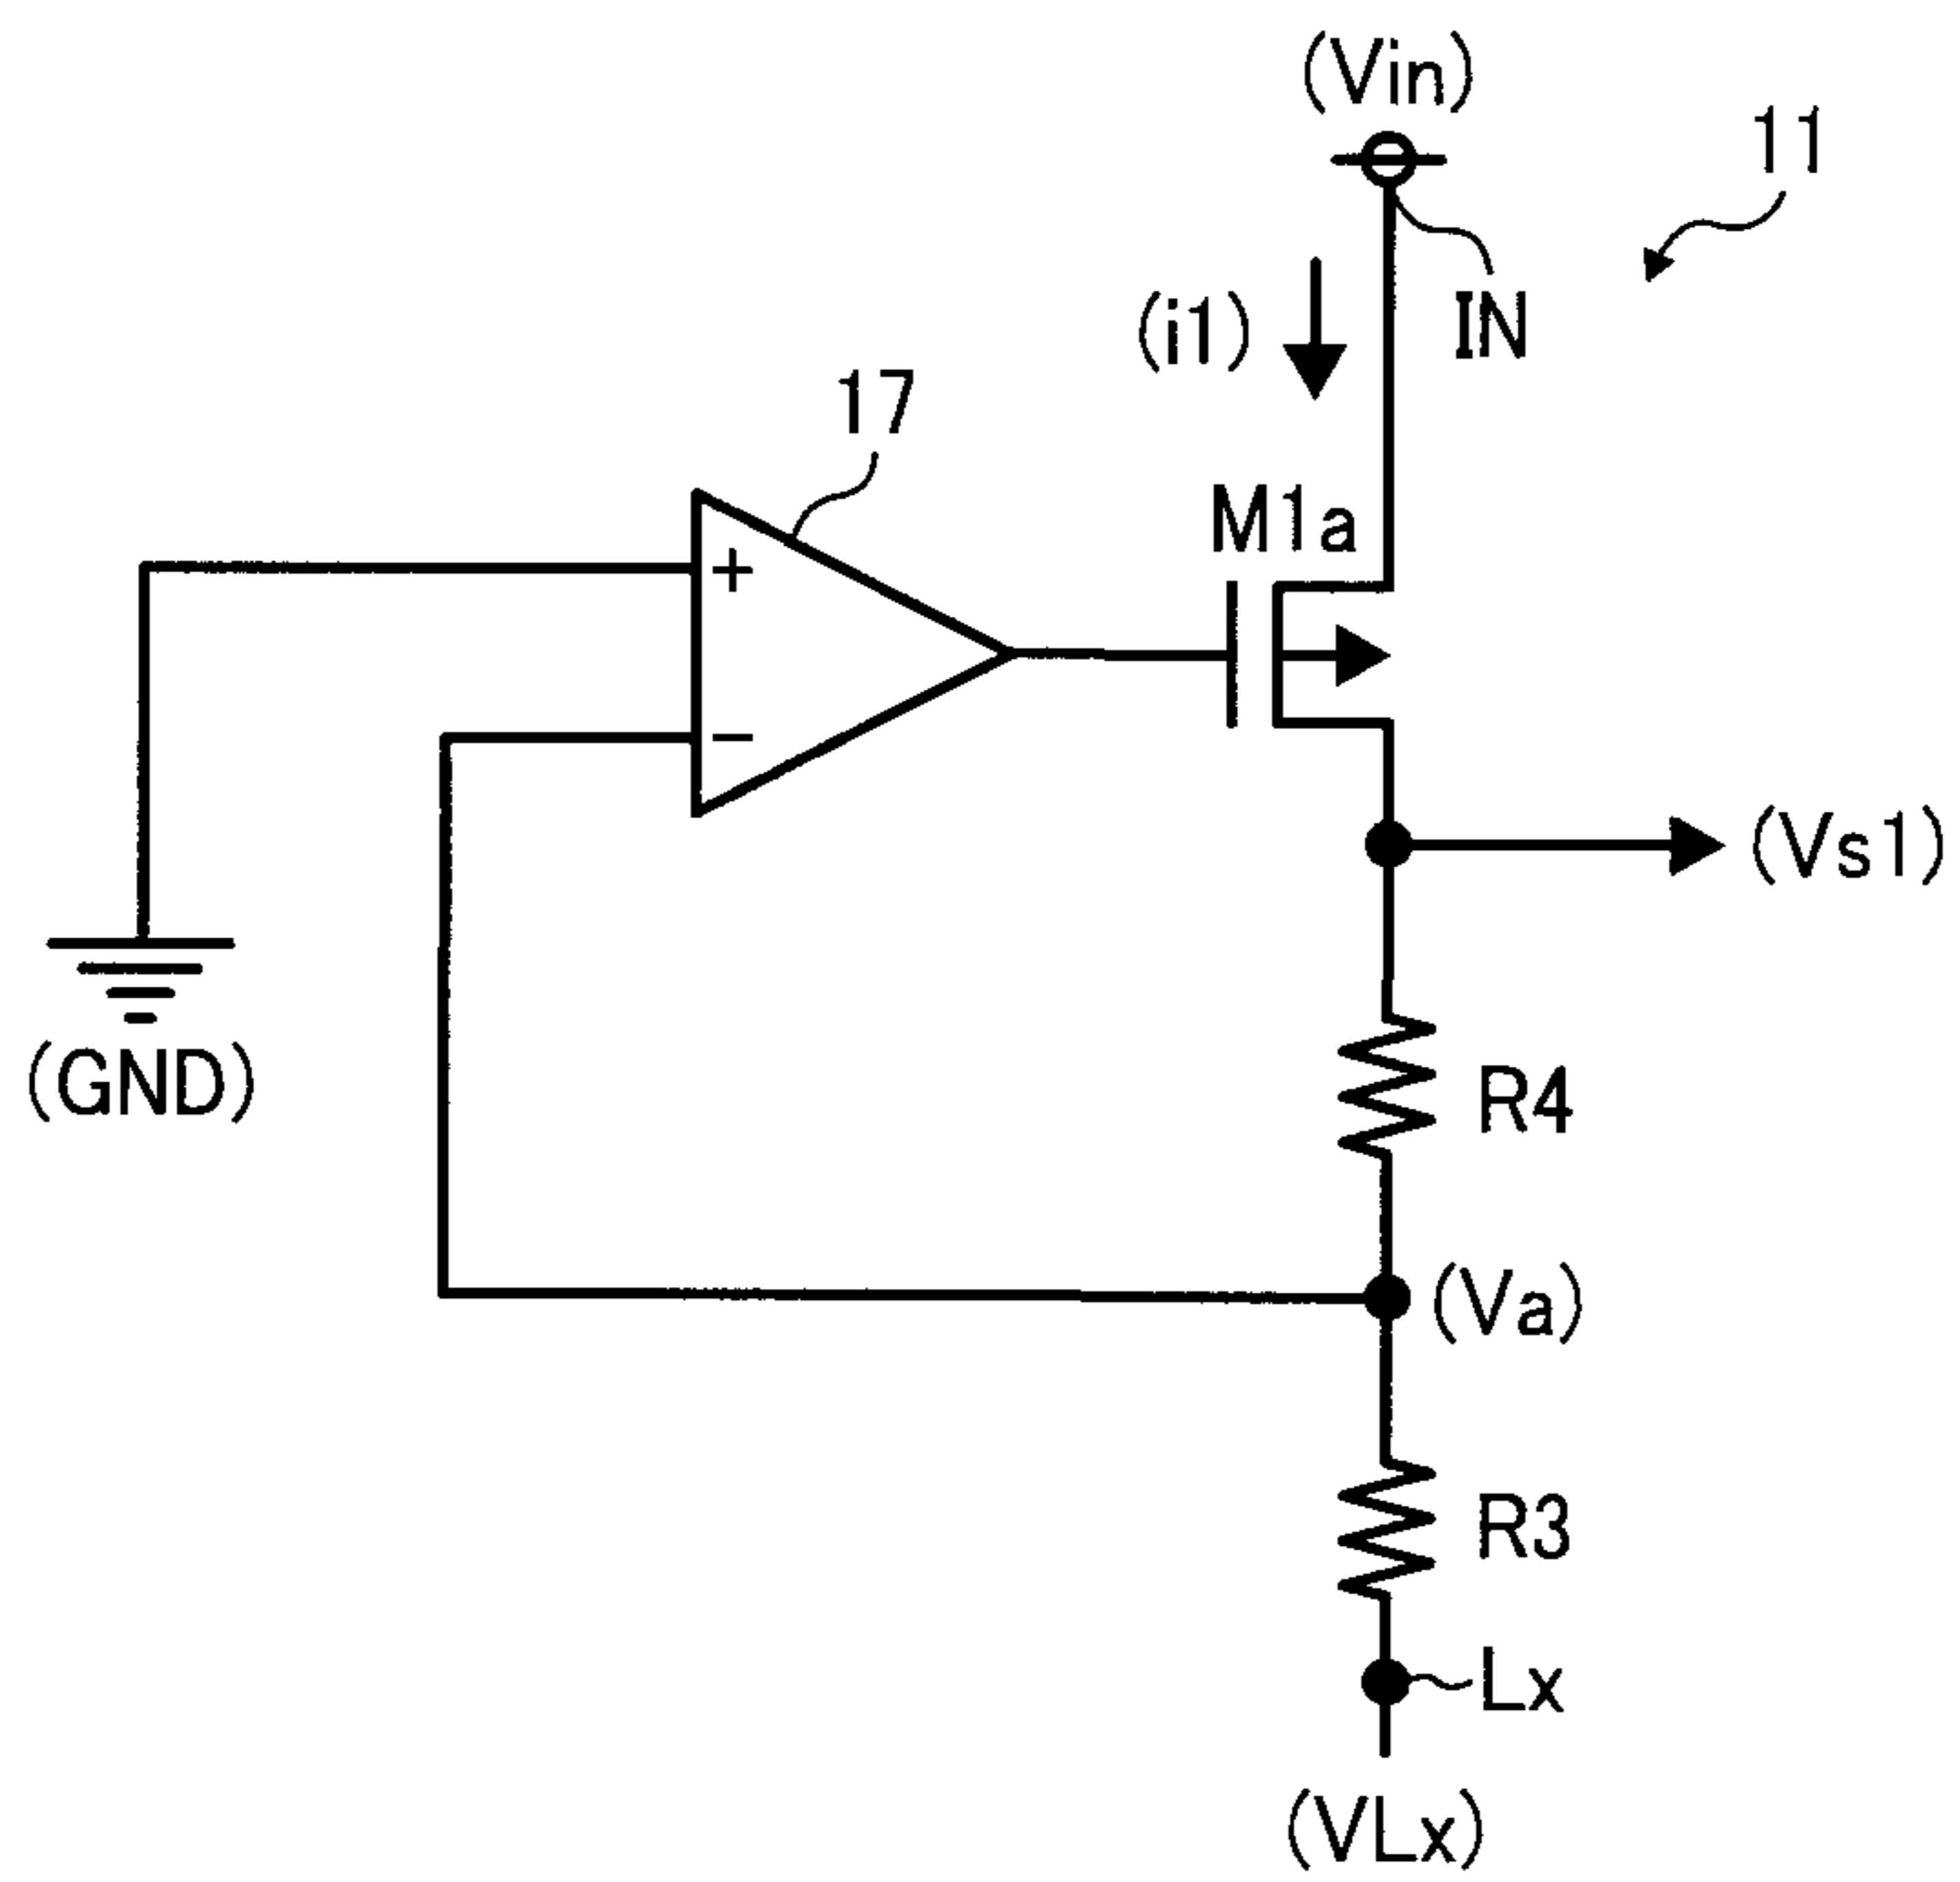 (Vin)
11
(i1)
IN
17
M1a
+
−
(Vs1)
(GND)
R4
(Va)
R3
Lx
(VLx)